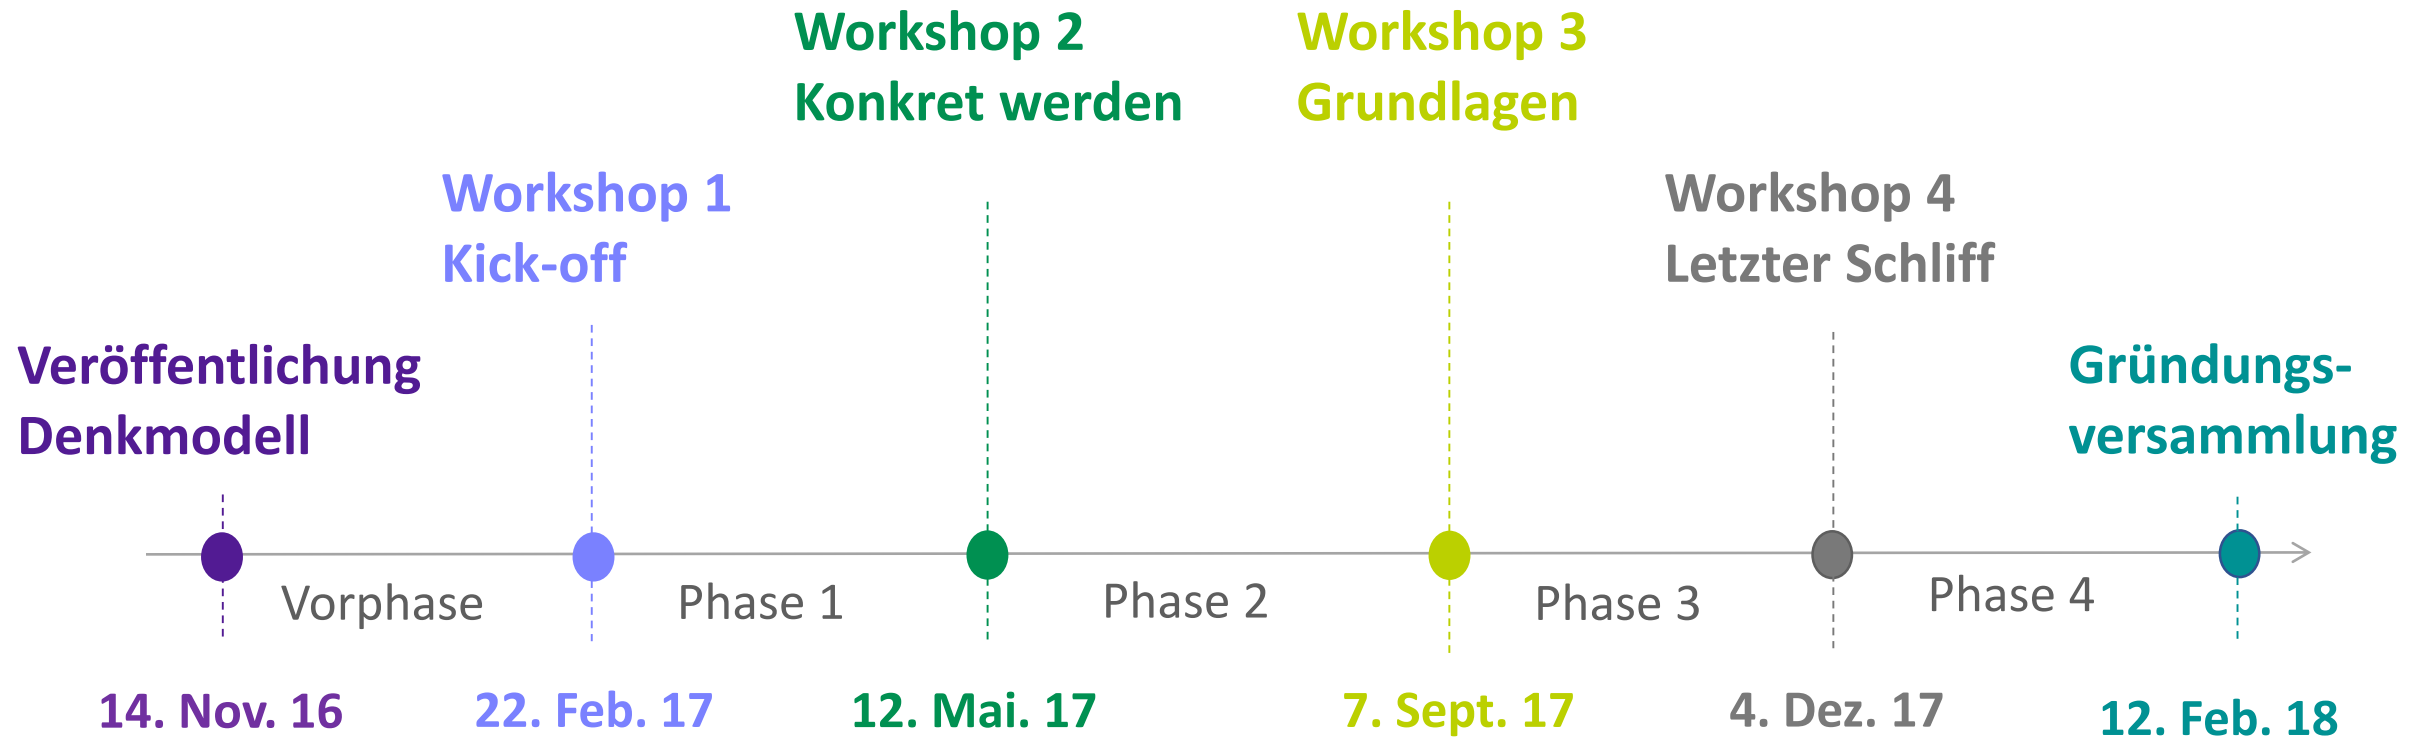 Workshop 2
Konkret werden
Workshop 3
Grundlagen
Workshop 1
Kick-off
Workshop 4
Letzter Schliff
Veröffentlichung
Denkmodell
Gründungs-
versammlung
Vorphase
Phase 1
Phase 2
Phase 3
Phase 4
14. Nov. 16
22. Feb. 17
12. Mai. 17
7. Sept. 17
4. Dez. 17
12. Feb. 18